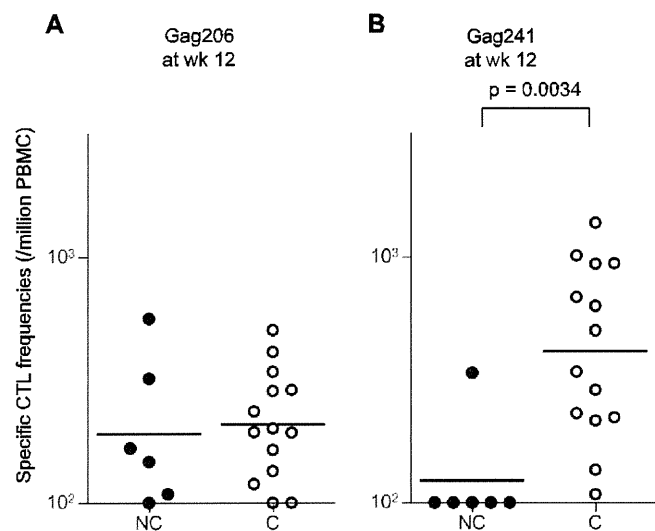 A
Gag206
at wk 12
B
Gag241
at wk 12
p = 0.0034
Specific CTL frequencies (/million PBMC)
10³
10²
NC
C
10³
10²
NC
C